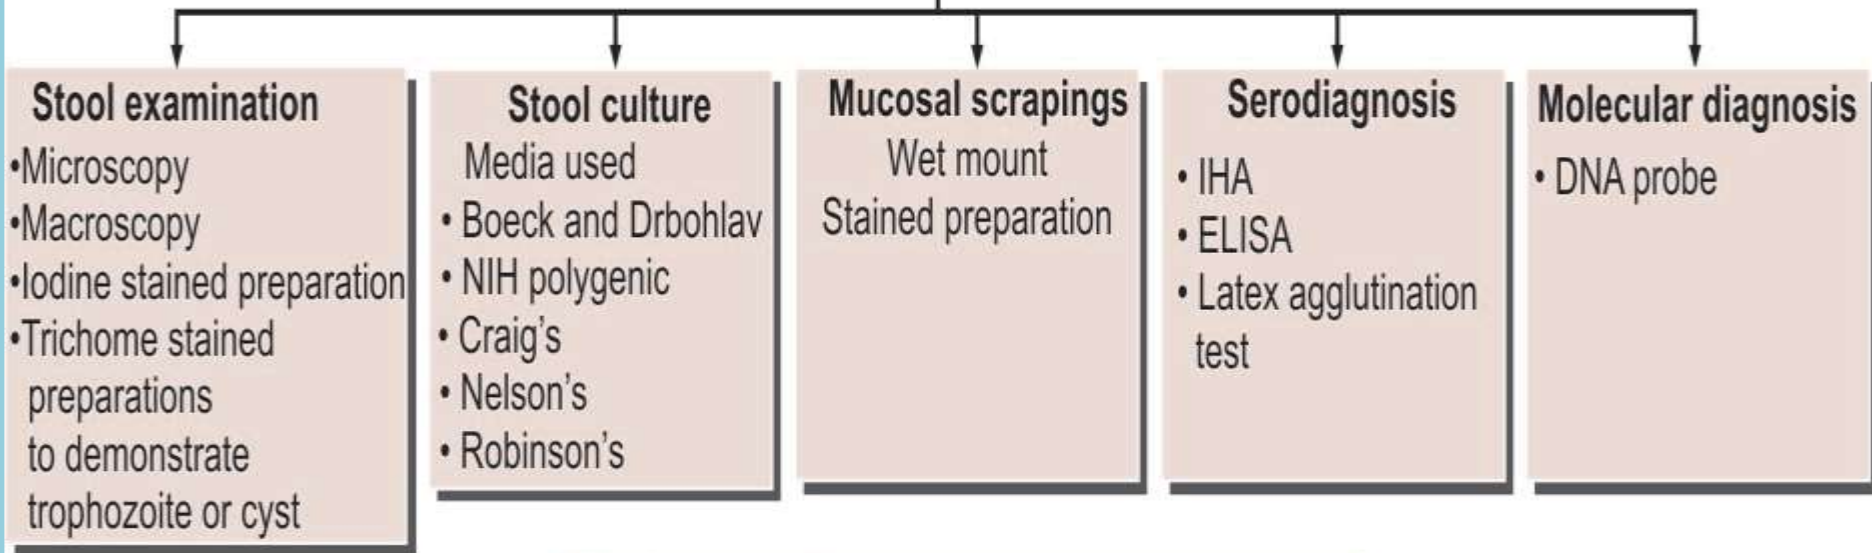 Stool examination
•Microscopy
•Macroscopy
•Iodine stained preparation
•Trichome stained
preparations
to demonstrate
trophozoite or cyst
Stool culture
Media used
• Boeck and Drbohlav
• NIH polygenic
• Craig's
• Nelson's
• Robinson's
Mucosal scrapings
Wet mount
Stained preparation
Serodiagnosis
• IHA
• ELISA
• Latex agglutination
test
Molecular diagnosis
• DNA probe